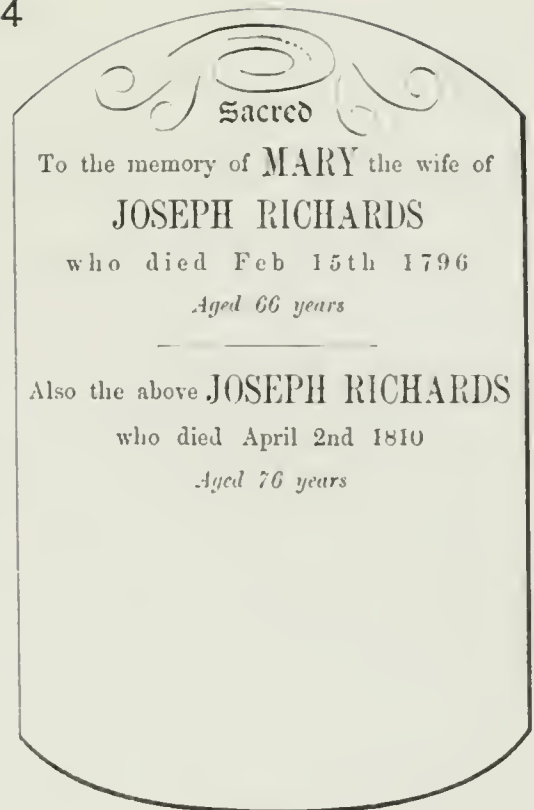 4
Sacred
To the memory of MARY the wife of
JOSEPH RICHARDS
who died Feb 15th 1796
Aged 66 years
Also the above JOSEPH RICHARDS
who died April 2nd 1810
Aged 76 years